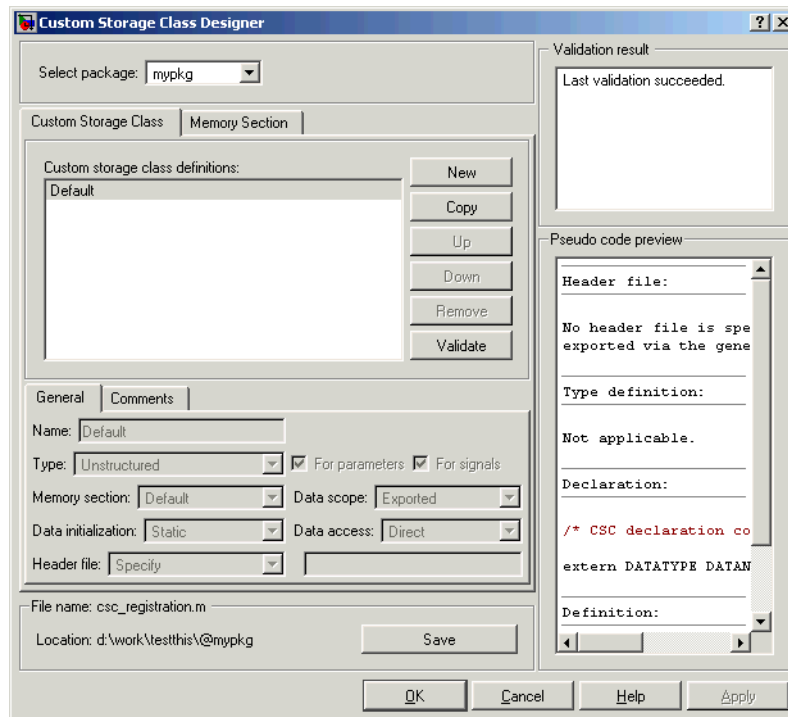 Custom Storage Class Designer
Select package: mypkg
Custom Storage Class Memory Section
Custom storage class definitions:
Default
New
Copy
Up
Down
Remove
Validate
General Comments
Name: Default
Type: Unstructured For parameters For signals
Memory section: Default Data scope: Exported
Data initialization: Static Data access: Direct
Header file: Specify
File name: csc_registration.m
Location: d:\work\testthis\@mypkg
Save
Validation result
Last validation succeeded.
Pseudo code preview
Header file:
No header file is spe
exported via the gene
Type definition:
Not applicable.
Declaration:
/* CSC declaration co
extern DATATYPE DATAN
Definition:
OK Cancel Help Apply